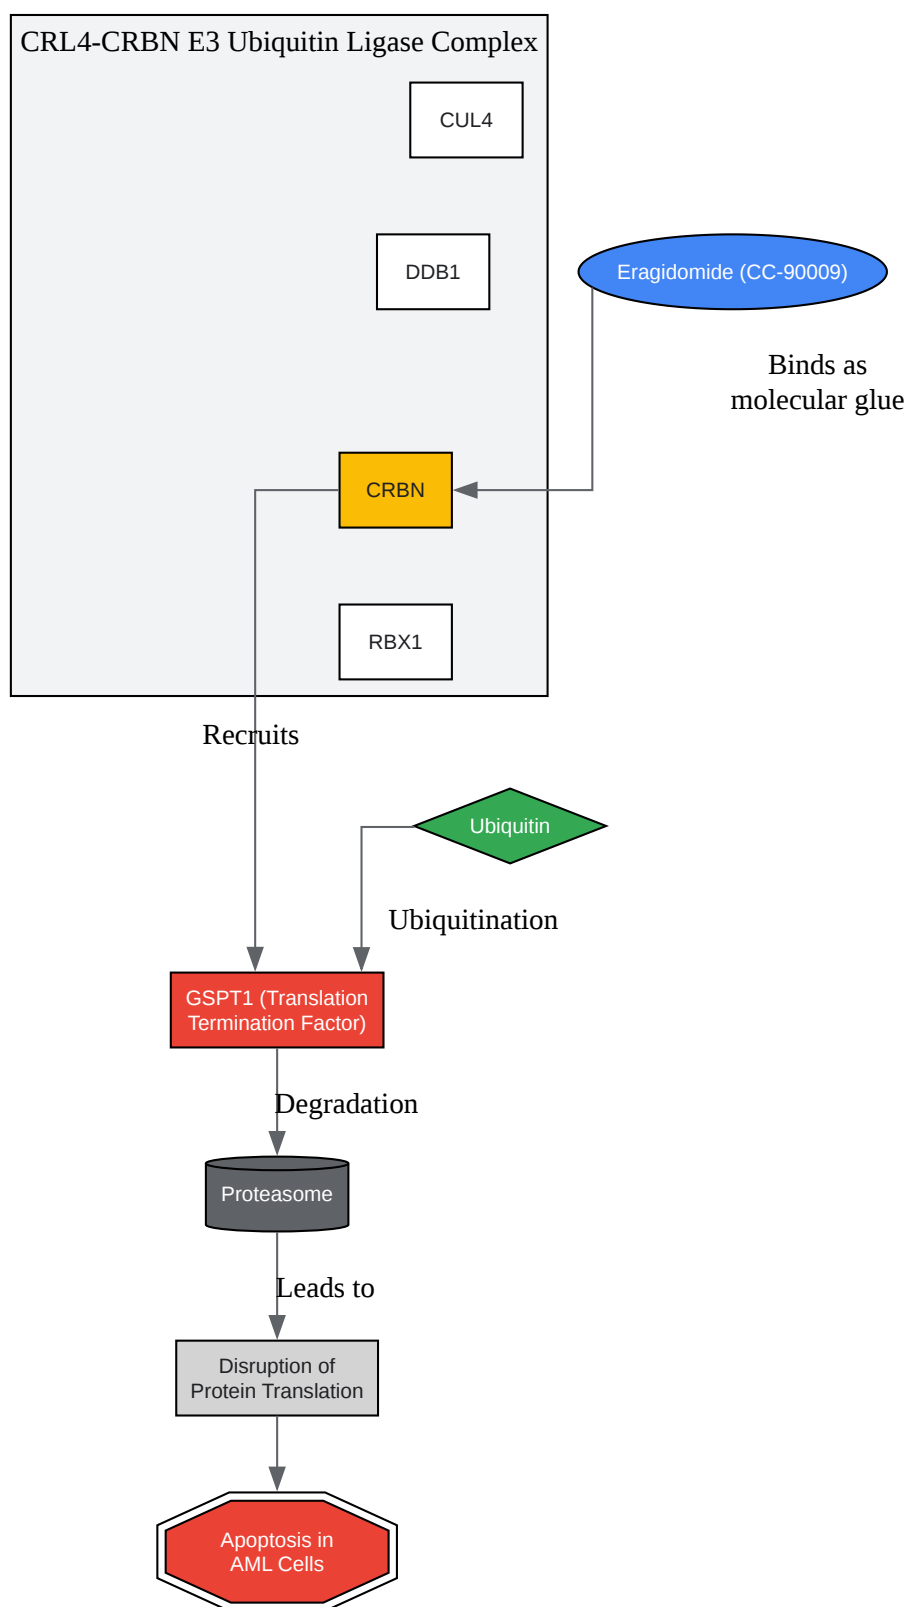 CRL4-CRBN E3 Ubiquitin Ligase Complex
CUL4
DDB1
Eragidomide (CC-90009)
Binds as
molecular glue
CRBN
RBX1
Recruits
Ubiquitin
Ubiquitination
GSPT1 (Translation
Termination Factor)
Degradation
Proteasome
Leads to
Disruption of
Protein Translation
Apoptosis in
AML Cells